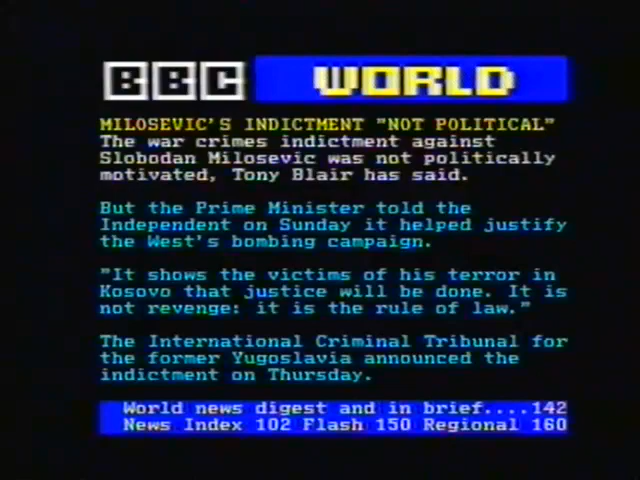 BBC WORLD
MILOSEVIC'S INDICTMENT "NOT POLITICAL"
The war crimes indictment against
Slobodan Milosevic was not politically
motivated, Tony Blair has said.
But the Prime Minister told the
Independent on Sunday it helped justify
the West's bombing campaign.
"It shows the victims of his terror in
Kosovo that justice will be done. It is
not revenge: it is the rule of law."
The International Criminal Tribunal for
the former Yugoslavia announced the
indictment on Thursday.
World news digest and in brief....142
News Index 102 Flash 150 Regional 160